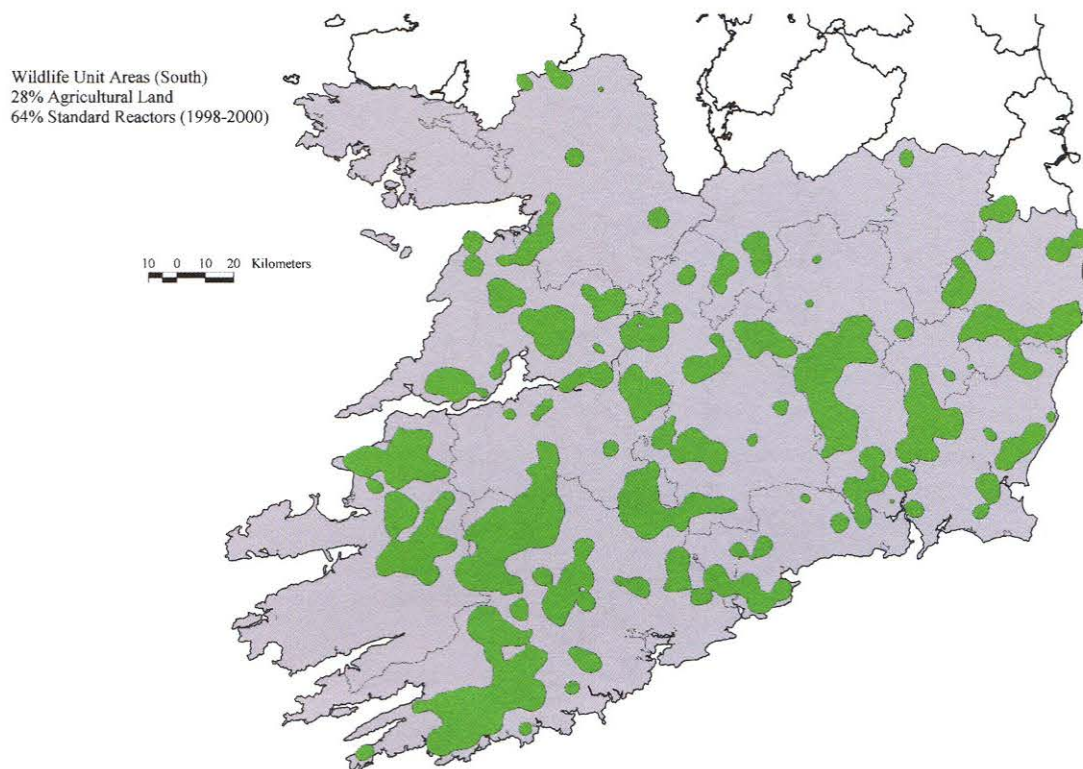 Wildlife Unit Areas (South)
28% Agricultural Land
64% Standard Reactors (1998-2000)
10 0 10 20 Kilometers